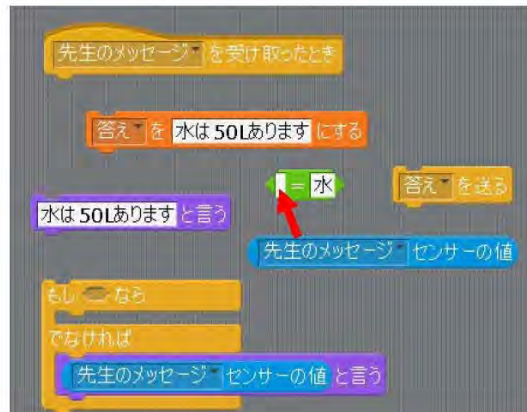 先生のメッセージ を受け取ったとき
答え を 水は 50Lあります にする
= 水
答え を送る
水は 50Lあります と言う
先生のメッセージ センサーの値
もし なら
でなければ
先生のメッセージ センサーの値 と言う